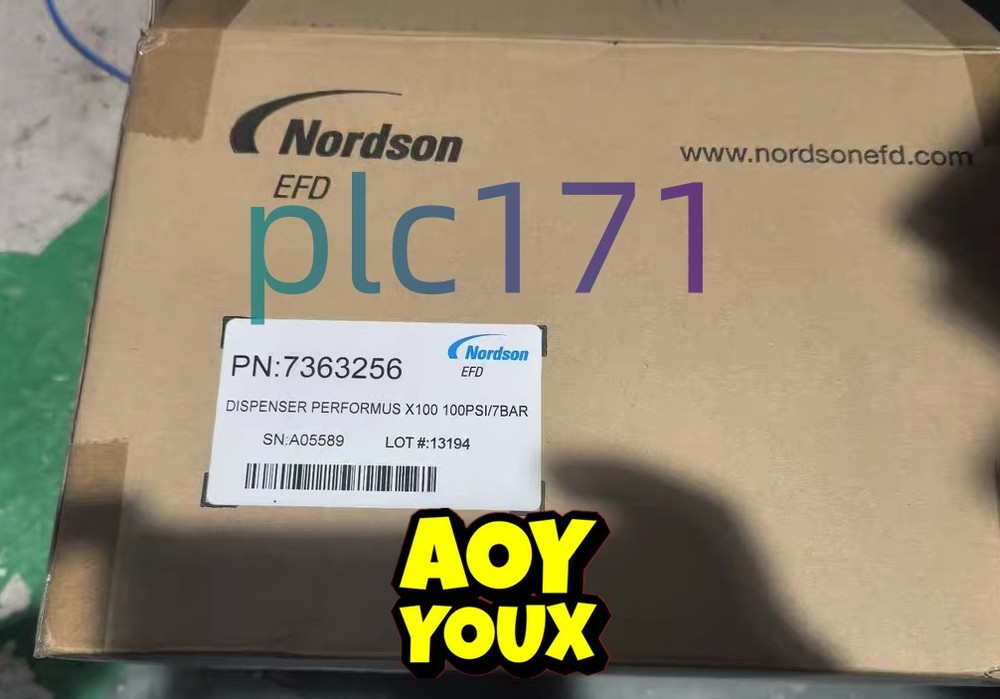 Nordson
EFD
www.nordsonefd.com
plc171
PN:7363256
Nordson
EFD
DISPENSER PERFORMUS X100 100PSI/7BAR
SN:A05589 LOT #:13194
AOY
YOUX